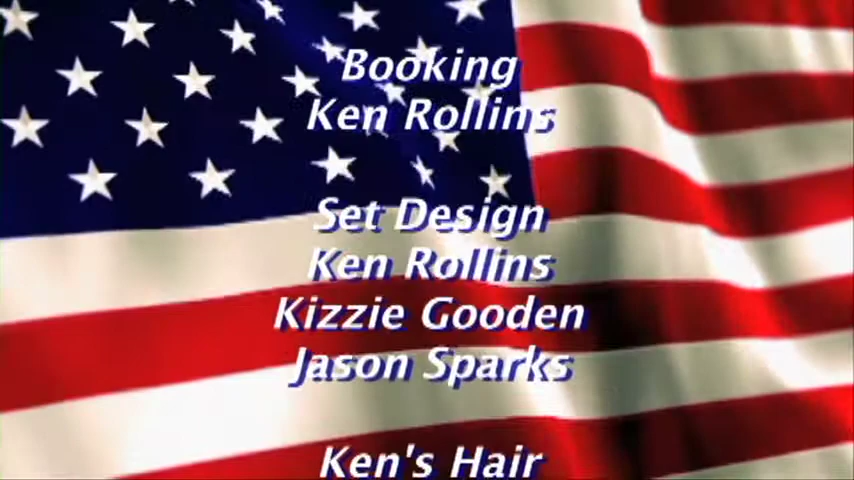 Booking
Ken Rollins
Set Design
Ken Rollins
Kizzie Gooden
Jason Sparks
Ken's Hair